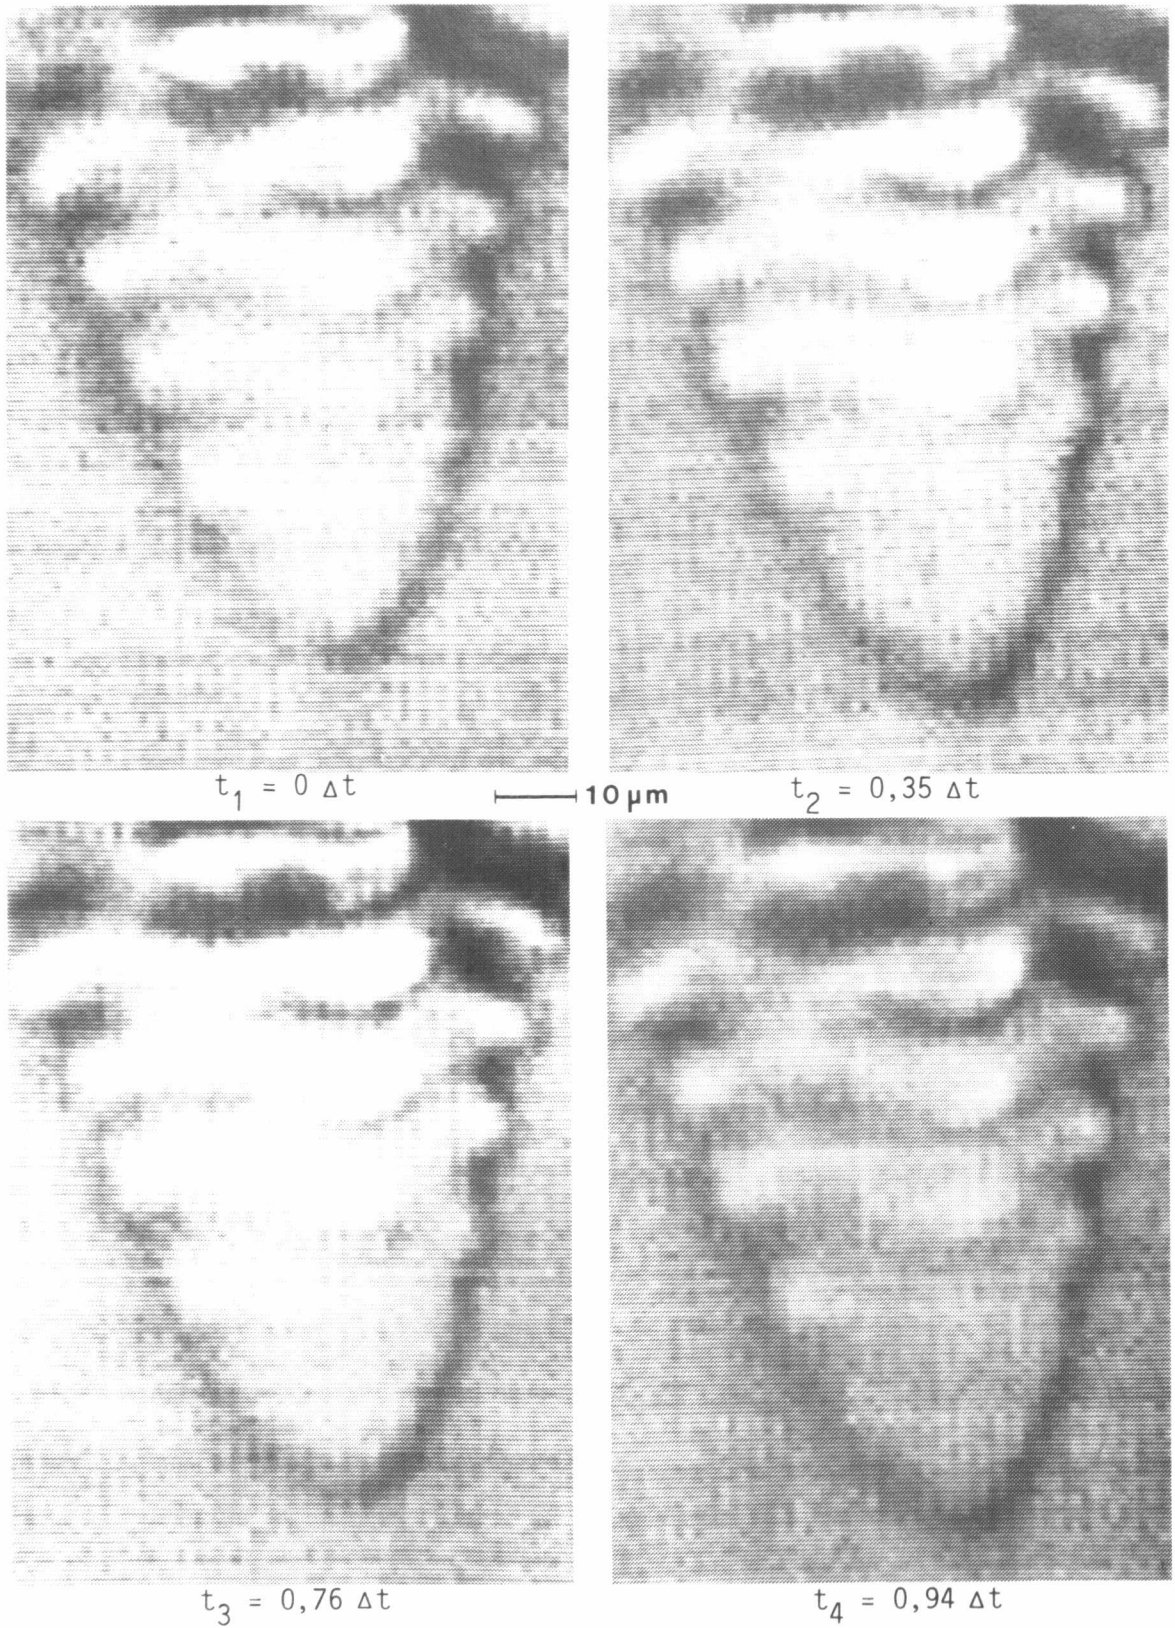 t1 = 0 Δt
10 μm
t2 = 0,35 Δt
t3 = 0,76 Δt
t4 = 0,94 Δt